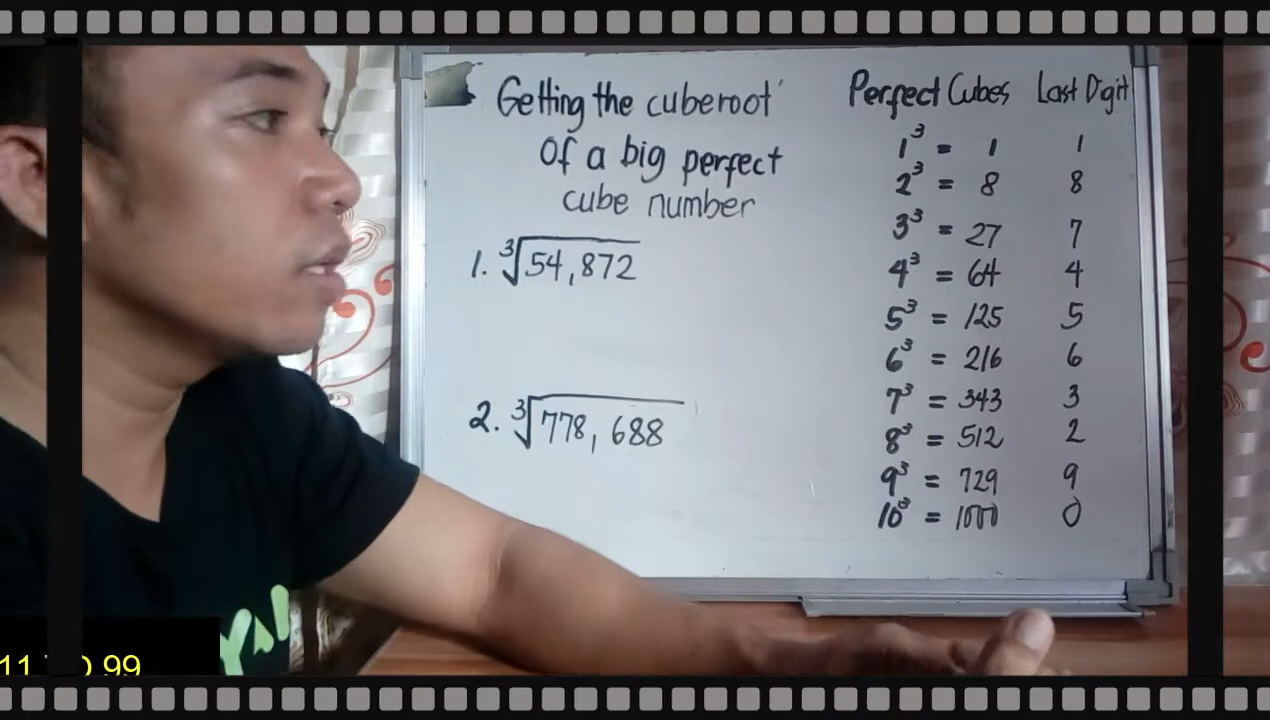 Getting the cuberoot
of a big perfect
cube number
1. ∛54,872
2. ∛778,688
Perfect Cubes Last Digit
1³ = 1 1
2³ = 8 8
3³ = 27 7
4³ = 64 4
5³ = 125 5
6³ = 216 6
7³ = 343 3
8³ = 512 2
9³ = 729 9
10³ = 1000 0
11 99